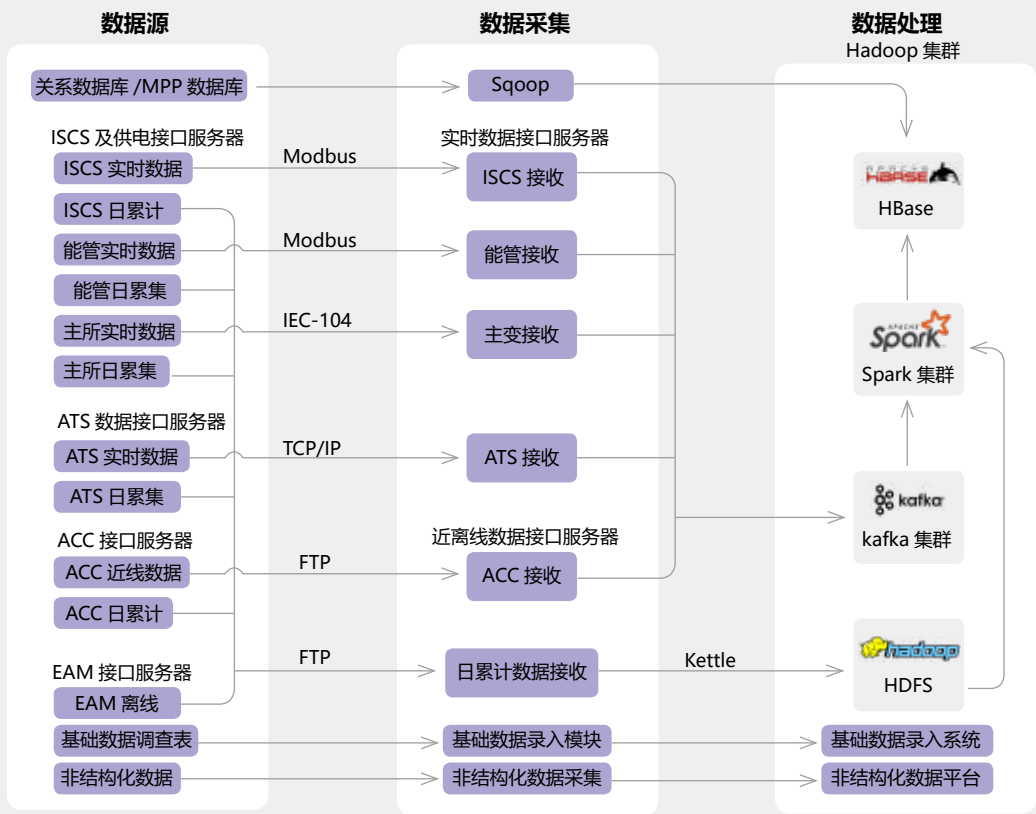 数据源
数据采集
数据处理
Hadoop 集群
关系数据库 /MPP 数据库
Sqoop
ISCS 及供电接口服务器
实时数据接口服务器
ISCS 实时数据
Modbus
ISCS 接收
APACHE
HBASE
HBase
ISCS 日累计
能管实时数据
Modbus
能管接收
能管日累集
主所实时数据
IEC-104
主变接收
APACHE
Spark
Spark 集群
主所日累集
ATS 数据接口服务器
ATS 实时数据
TCP/IP
ATS 接收
ATS 日累集
kafka
kafka 集群
ACC 接口服务器
近离线数据接口服务器
ACC 近线数据
FTP
ACC 接收
ACC 日累计
EAM 接口服务器
FTP
日累计数据接收
Kettle
hadoop
HDFS
EAM 离线
基础数据调查表
基础数据录入模块
基础数据录入系统
非结构化数据
非结构化数据采集
非结构化数据平台